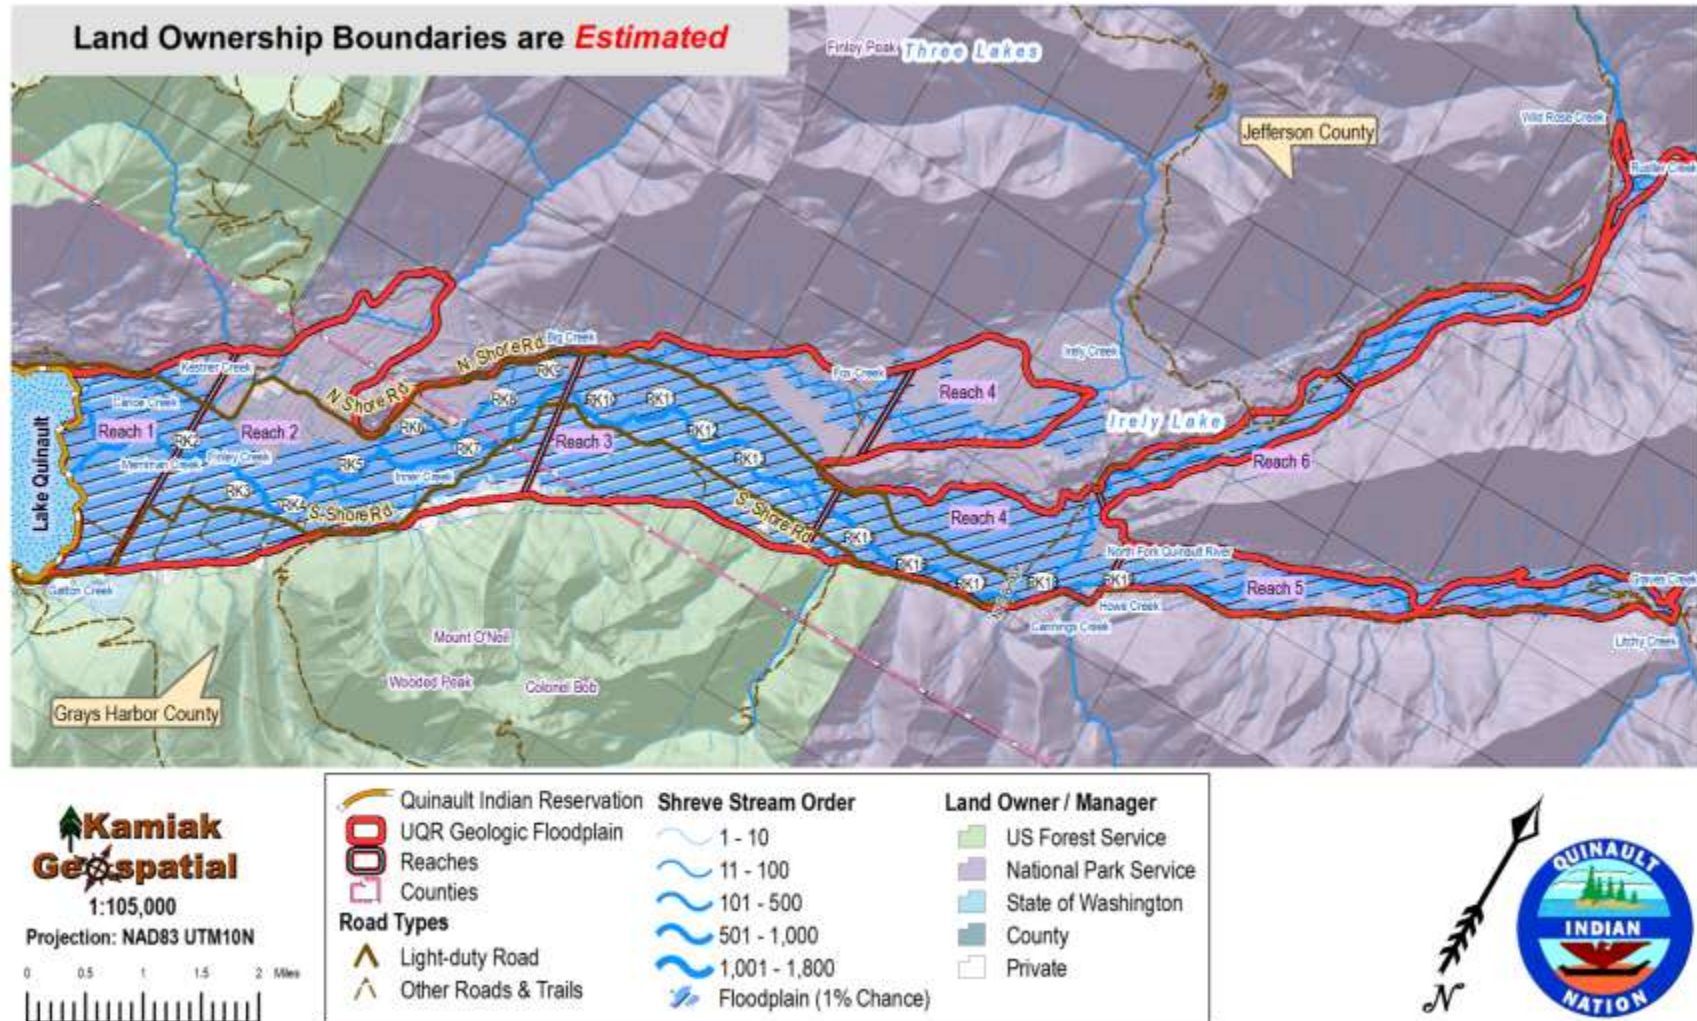 Land Ownership Boundaries are Estimated
Finley Peak
Three Lakes
Jefferson County
Wild Rose Creek
Rustler Creek
Kestner Creek
N Shore Rd
N. Shore Rd
Big Creek
Fox Creek
Irely Creek
Irely Lake
Lake Quinault
Canoe Creek
Reach 1
RK2
Reach 2
Merriman Creek
Finley Creek
RK3
RK4
RK5
RK6
RK7
RK8
RK9
Inner Creek
S. Shore Rd
Reach 3
RK10
RK11
RK12
RK13
S. Shore Rd
Reach 4
Reach 4
Reach 6
North Fork Quinault River
Reach 5
Graves Creek
Howe Creek
Cannings Creek
Litchy Creek
Gatton Creek
Mount O'Neil
Wooded Peak
Colonel Bob
Grays Harbor County
Kamiak
Geospatial
1:105,000
Projection: NAD83 UTM10N
0 0.5 1 1.5 2 Miles
Quinault Indian Reservation
UQR Geologic Floodplain
Reaches
Counties
Road Types
Light-duty Road
Other Roads & Trails
Shreve Stream Order
1 - 10
11 - 100
101 - 500
501 - 1,000
1,001 - 1,800
Floodplain (1% Chance)
Land Owner / Manager
US Forest Service
National Park Service
State of Washington
County
Private
N
QUINAULT
INDIAN
NATION